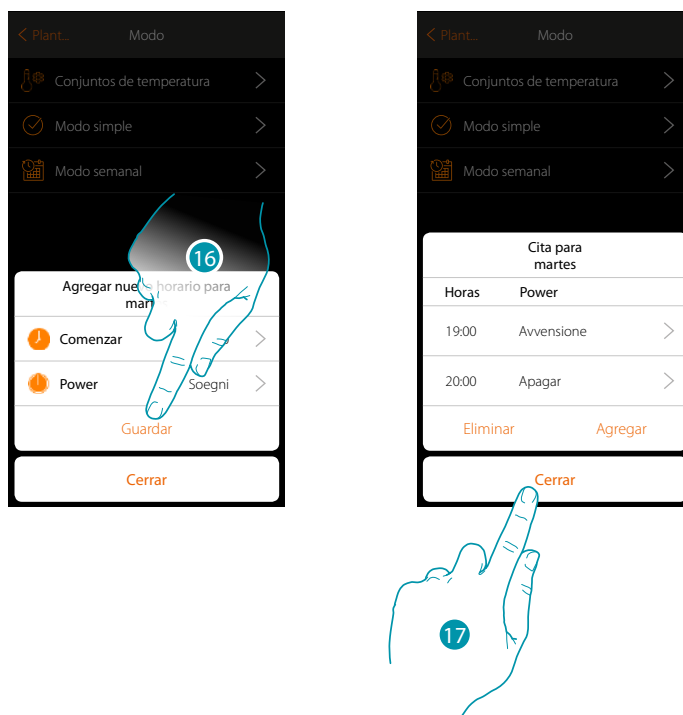 Plant... Modo
Conjuntos de temperatura
Modo simple
Modo semanal
16
Agregar nue horario para
mar
Comenzar
Power Soegni
Guardar
Cerrar
Plant... Modo
Conjuntos de temperatura
Modo simple
Modo semanal
Cita para
martes
Horas Power
19:00 Avvensione
20:00 Apagar
Eliminar Agregar
Cerrar
17